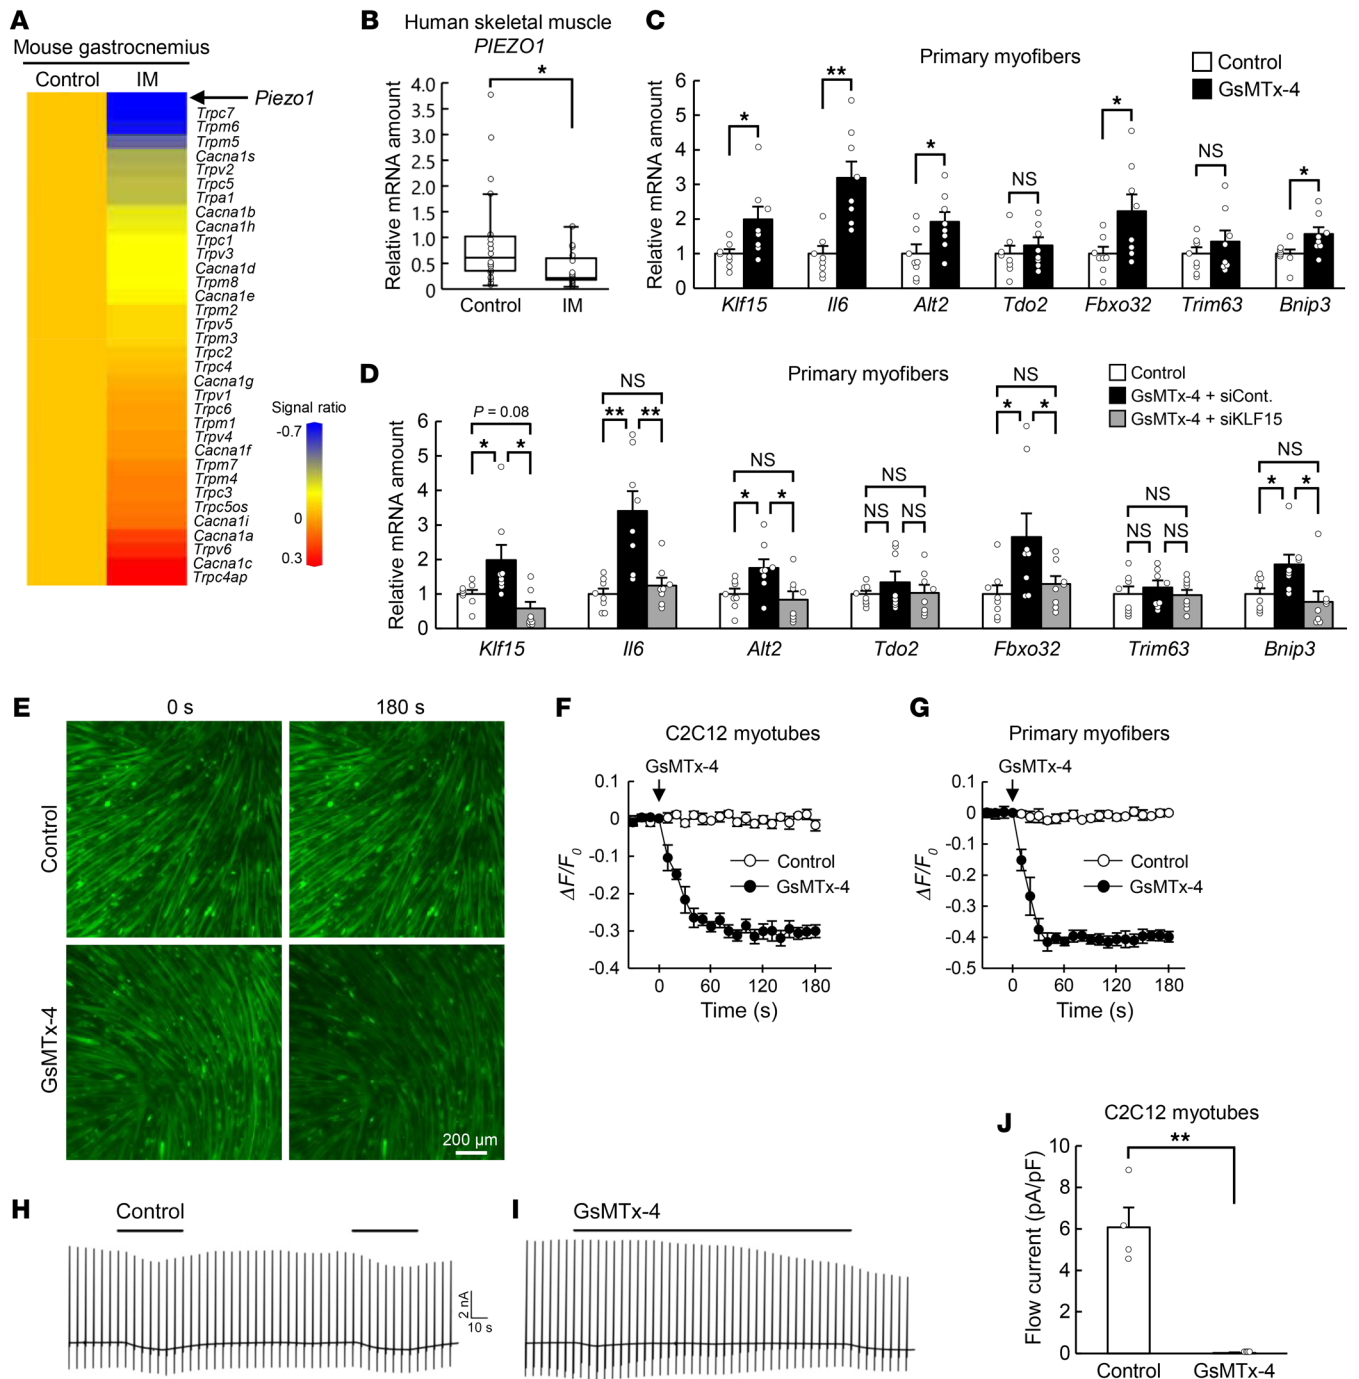 A
Mouse gastrocnemius
Control IM
Piezo1
Trpc7
Trpm6
Trpm5
Cacna1s
Trpv2
Trpc5
Trpa1
Cacna1b
Cacna1h
Trpc1
Trpv3
Cacna1d
Trpm8
Cacna1e
Trpm2
Trpv5
Trpm3
Trpc2
Trpc4
Cacna1g
Trpv1
Trpc6
Trpm1
Trpv4
Cacna1f
Trpm7
Trpm4
Trpc3
Trpc5os
Cacna1i
Cacna1a
Trpv6
Cacna1c
Trpc4ap
Signal ratio
-0.7
0
0.3
B
Human skeletal muscle
PIEZO1
*
Relative mRNA amount
4.0
3.5
3.0
2.5
2.0
1.5
1.0
0.5
0
Control IM
C
Primary myofibers
Control
GsMTx-4
Relative mRNA amount
6
5
4
3
2
1
0
* ** * NS * NS *
Klf15 Il6 Alt2 Tdo2 Fbxo32 Trim63 Bnip3
D
Primary myofibers
Control
GsMTx-4 + siCont.
GsMTx-4 + siKLF15
Relative mRNA amount
6
5
4
3
2
1
0
P = 0.08
* *
NS
** **
NS
* *
NS
NS NS
NS
* *
NS
NS NS
NS
* *
Klf15 Il6 Alt2 Tdo2 Fbxo32 Trim63 Bnip3
E
0 s 180 s
Control
GsMTx-4
200 µm
F
C2C12 myotubes
GsMTx-4
ΔF/F0
0.1
0
-0.1
-0.2
-0.3
-0.4
Control
GsMTx-4
0 60 120 180
Time (s)
G
Primary myofibers
GsMTx-4
ΔF/F0
0.1
0
-0.1
-0.2
-0.3
-0.4
-0.5
Control
GsMTx-4
0 60 120 180
Time (s)
H
Control
2 nA
10 s
I
GsMTx-4
J
C2C12 myotubes
**
Flow current (pA/pF)
10
8
6
4
2
0
Control GsMTx-4